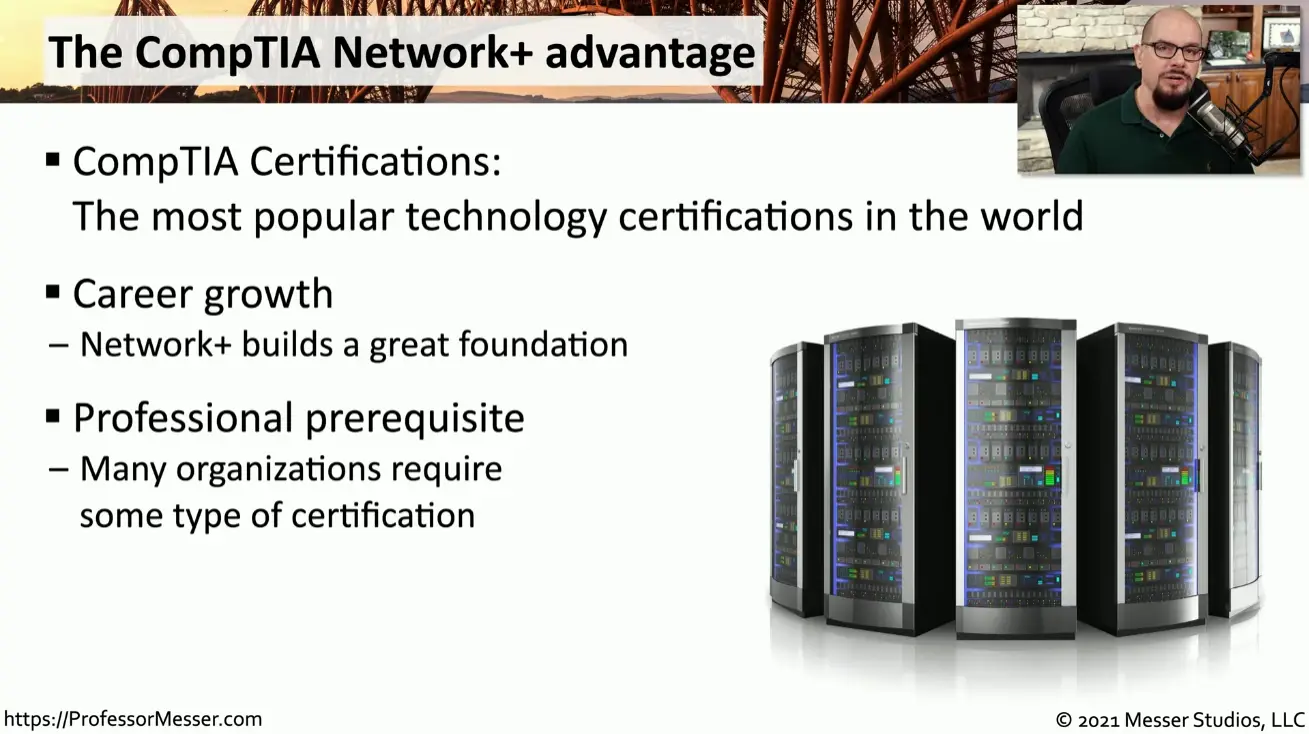 The CompTIA Network+ advantage
▪ CompTIA Certifications:
The most popular technology certifications in the world
▪ Career growth
– Network+ builds a great foundation
▪ Professional prerequisite
– Many organizations require
some type of certification
https://ProfessorMesser.com
© 2021 Messer Studios, LLC